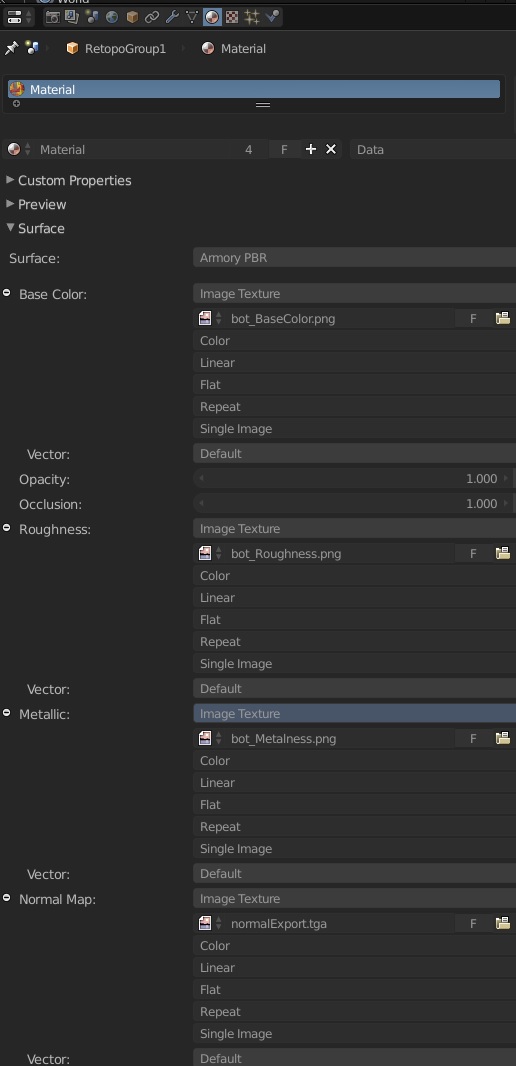 World
RetopoGroup1 Material
Material
Material 4 F Data
Custom Properties
Preview
Surface
Surface: Armory PBR
Base Color: Image Texture
bot_BaseColor.png F
Color
Linear
Flat
Repeat
Single Image
Vector: Default
Opacity: 1.000
Occlusion: 1.000
Roughness: Image Texture
bot_Roughness.png F
Color
Linear
Flat
Repeat
Single Image
Vector: Default
Metallic: Image Texture
bot_Metalness.png F
Color
Linear
Flat
Repeat
Single Image
Vector: Default
Normal Map: Image Texture
normalExport.tga F
Color
Linear
Flat
Repeat
Single Image
Vector: Default